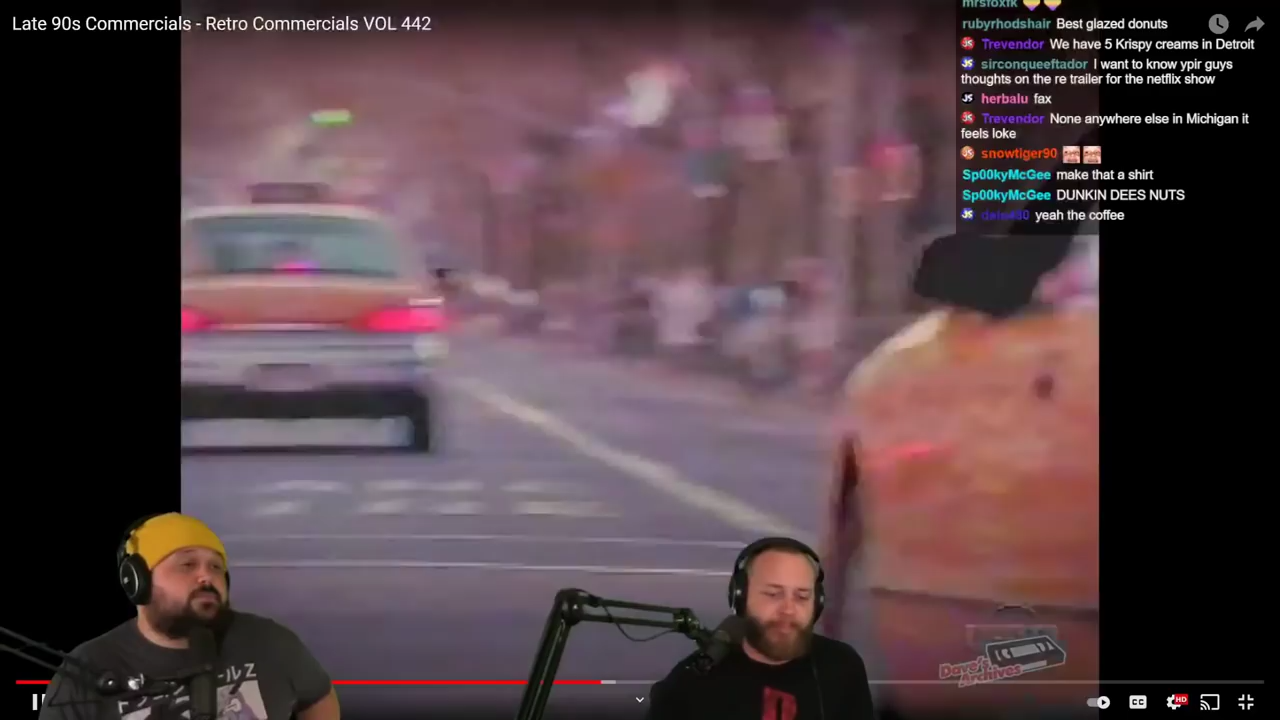 Late 90s Commercials - Retro Commercials VOL 442
mrsfoxfk
rubyrhodshair Best glazed donuts
Trevendor We have 5 Krispy creams in Detroit
sirconqueeftador I want to know ypir guys
thoughts on the re trailer for the netflix show
herbalu fax
Trevendor None anywhere else in Michigan it
feels loke
snowtiger90
Sp00kyMcGee make that a shirt
Sp00kyMcGee DUNKIN DEES NUTS
yeah the coffee
Dave's
Archives
CC
HD